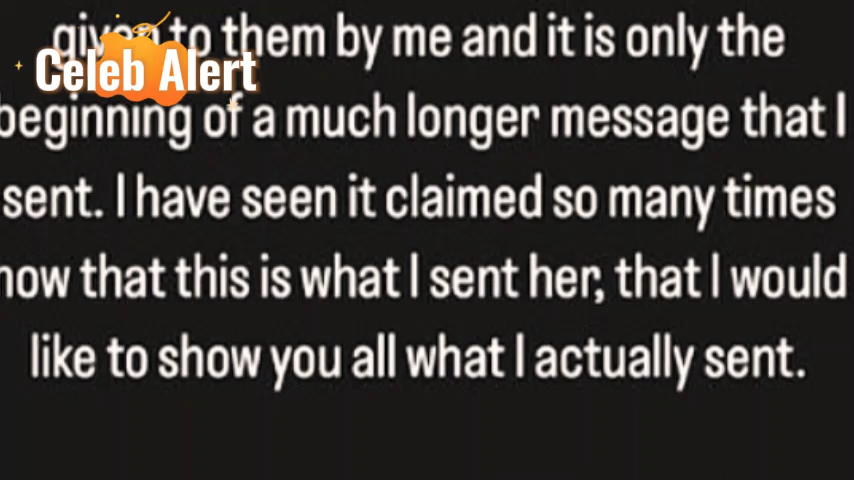 given to them by me and it is only the
Celeb Alert
beginning of a much longer message that I
sent. I have seen it claimed so many times
now that this is what I sent her, that I would
like to show you all what I actually sent.